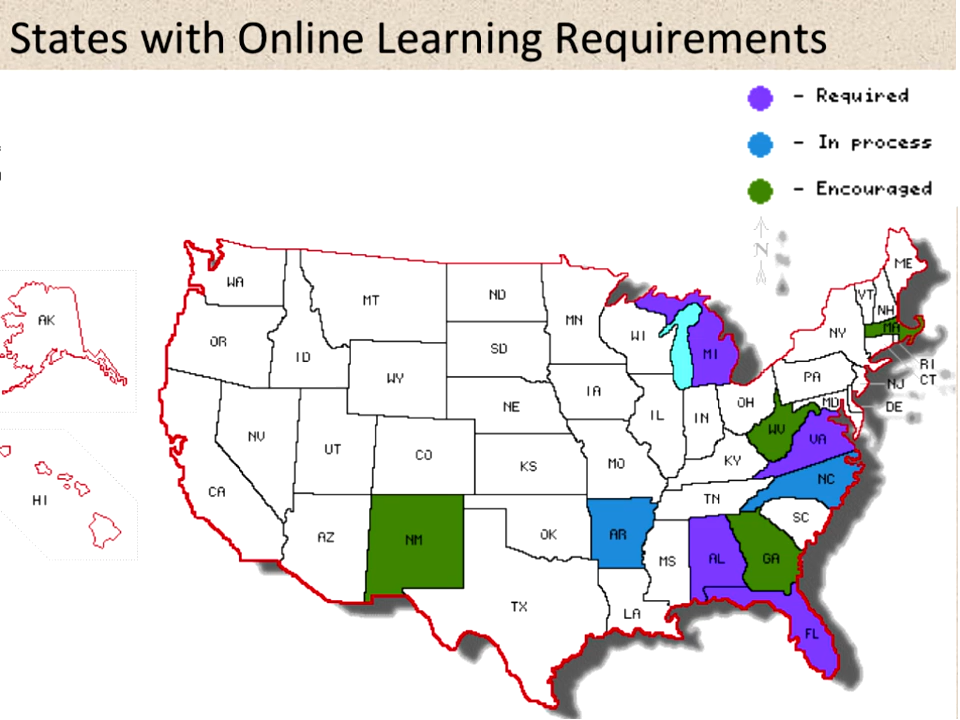 States with Online Learning Requirements
- Required
- In process
- Encouraged
N
ME
WA
VT
NH
MT
ND
MN
MA
AK
OR
ID
SD
WI
MI
NY
RI
CT
WY
PA
NJ
NE
IA
OH
MD
DE
NV
UT
CO
IL
IN
WV
VA
KS
MO
KY
CA
HI
NC
TN
SC
AZ
NM
OK
AR
MS
AL
GA
TX
LA
FL